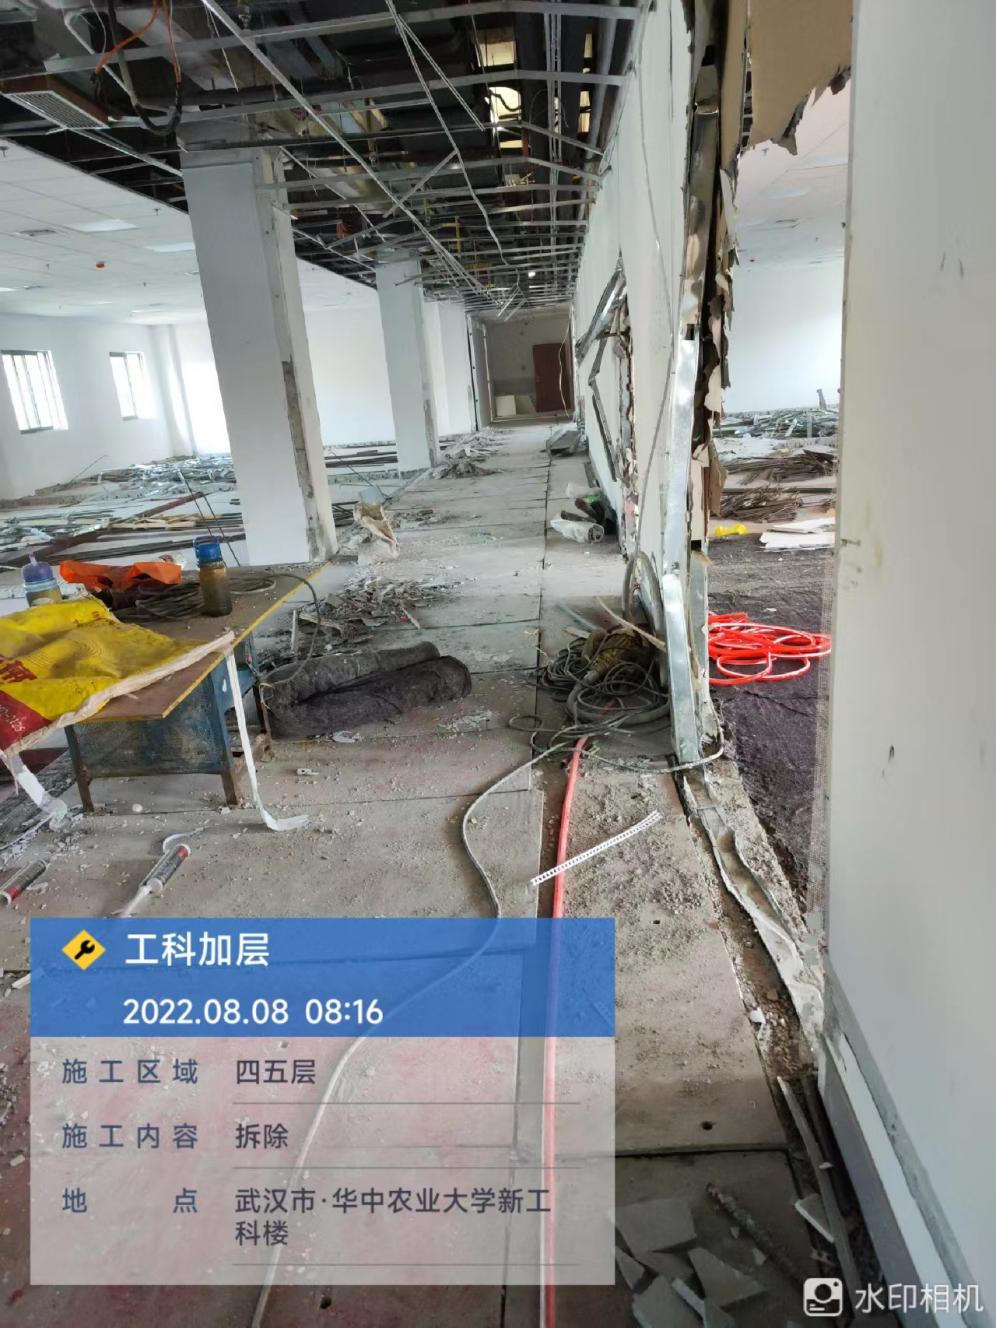 工科加层
2022.08.08 08:16
施工区域 四五层
施工内容 拆除
地点 武汉市·华中农业大学新工
科楼
水印相机